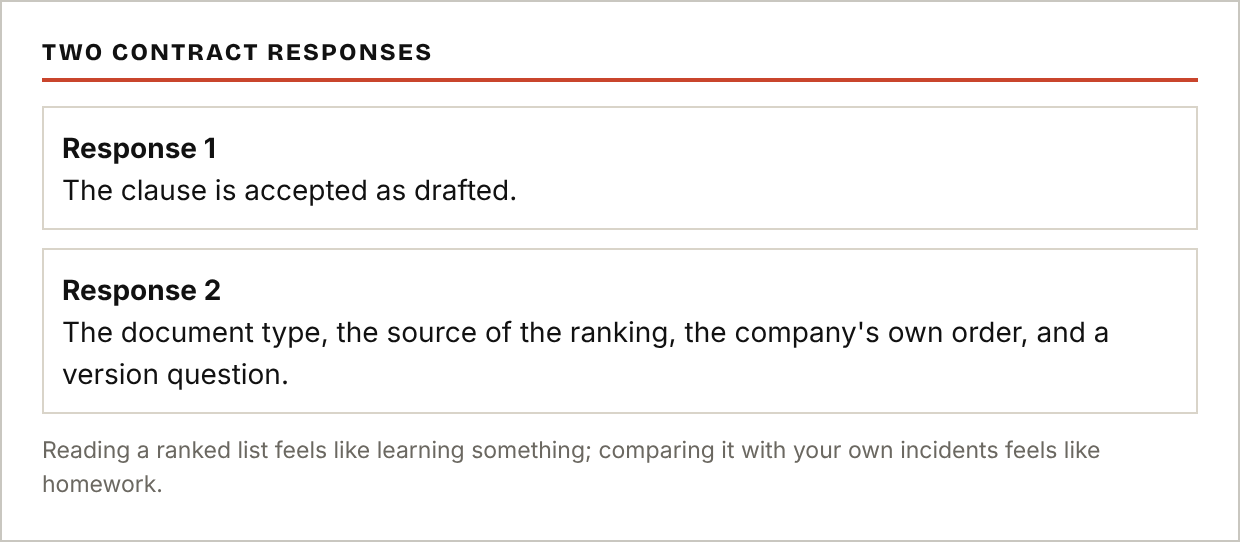 TWO CONTRACT RESPONSES
Response 1
The clause is accepted as drafted.
Response 2
The document type, the source of the ranking, the company's own order, and a
version question.
Reading a ranked list feels like learning something; comparing it with your own incidents feels like
homework.